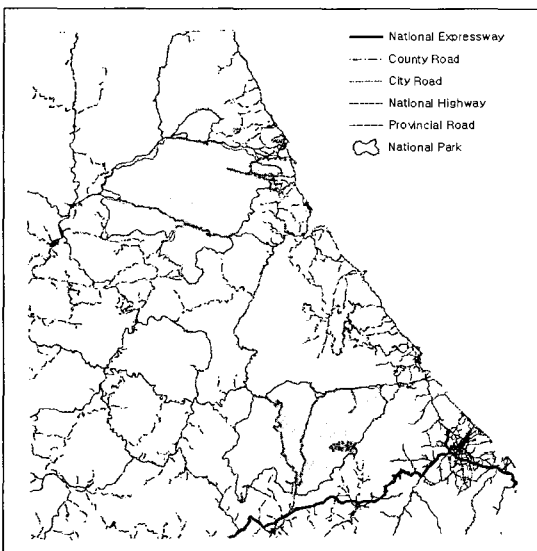 National Expressway
County Road
City Road
National Highway
Provincial Road
National Park